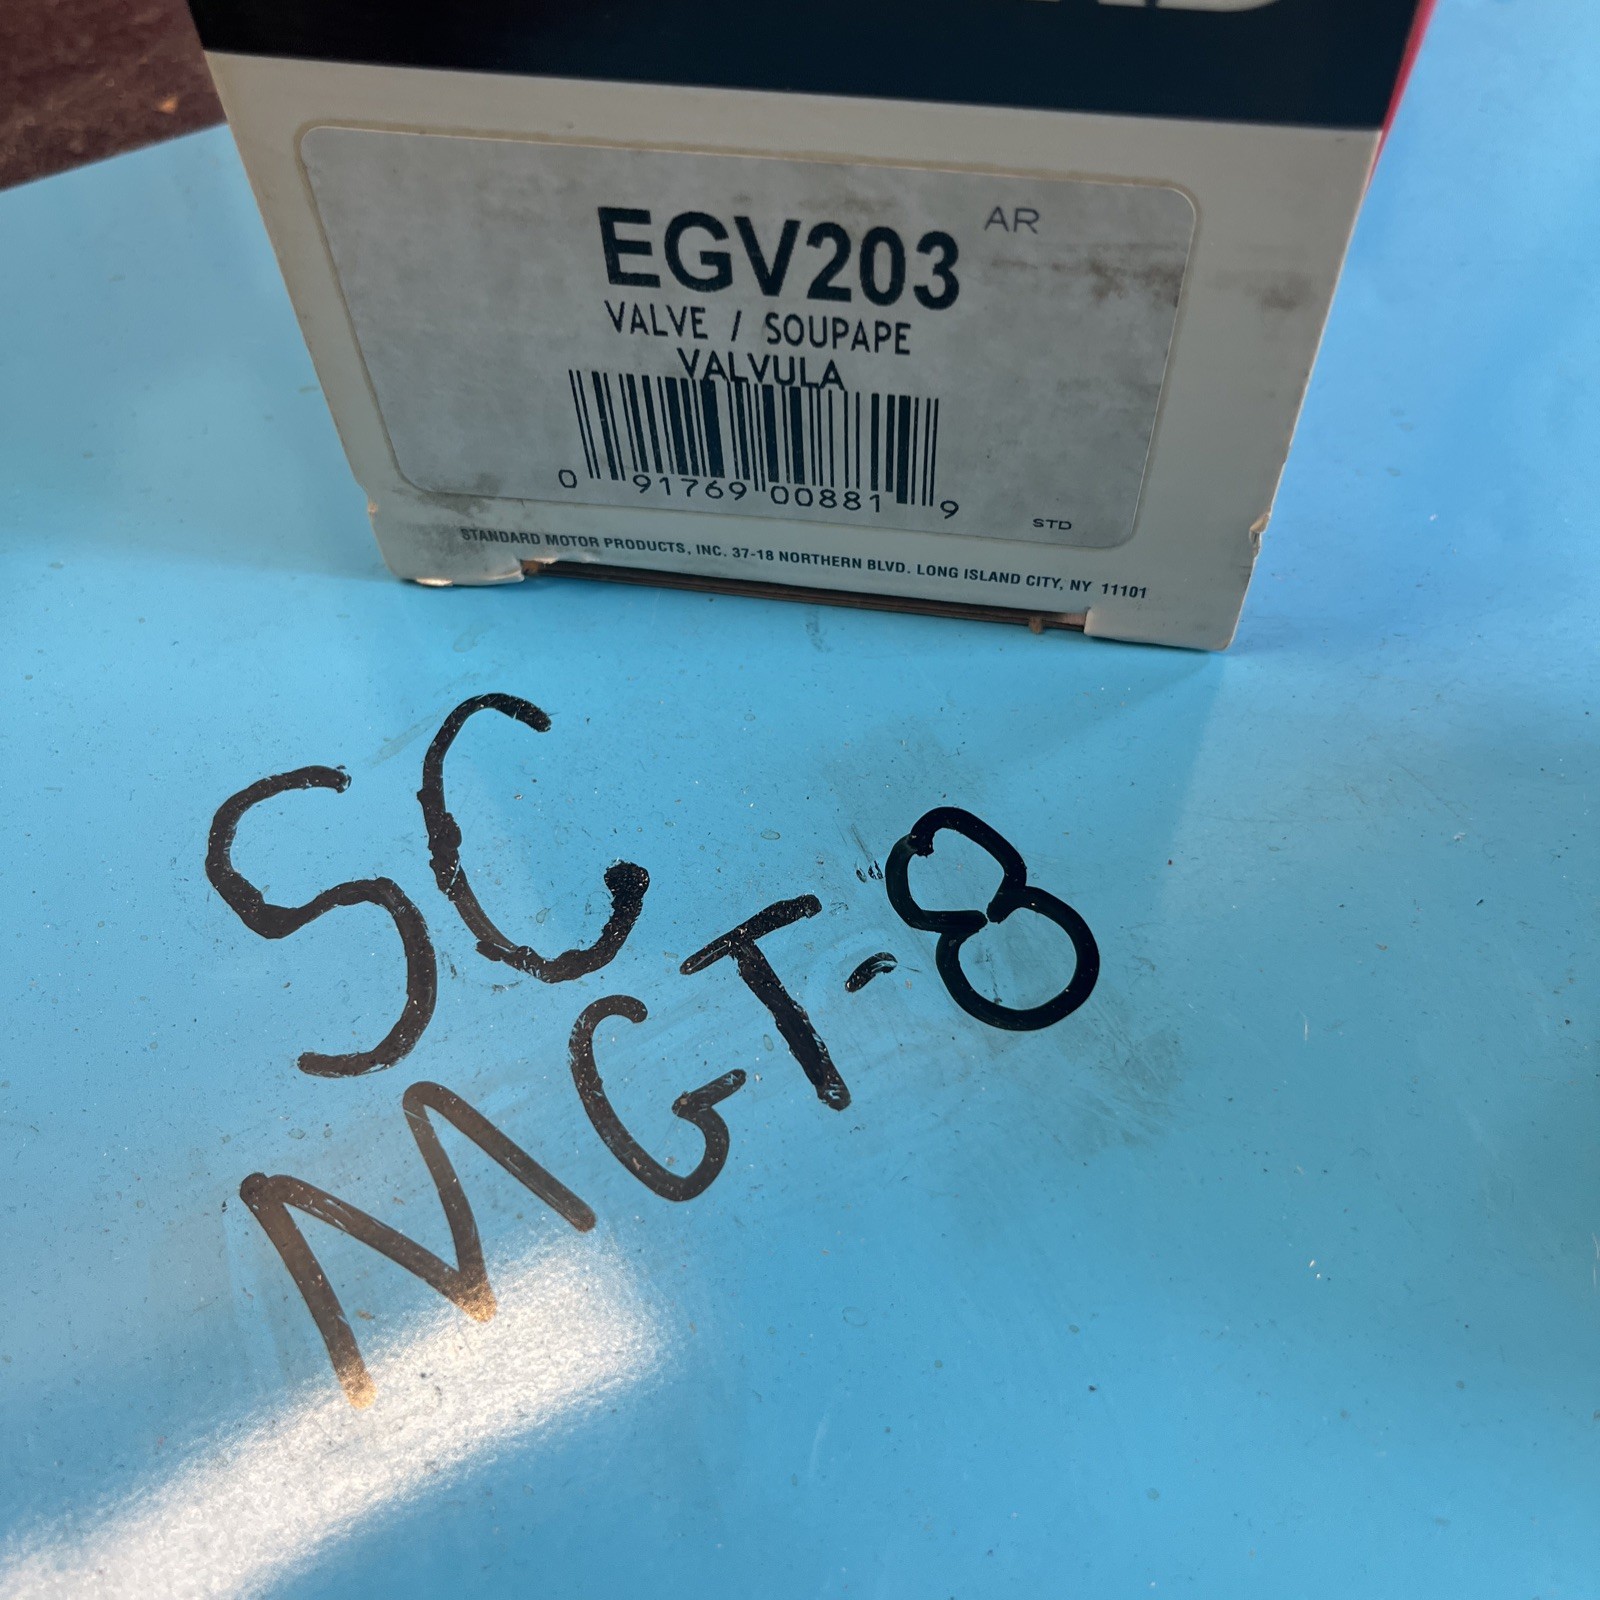 EGV203 AR
VALVE / SOUPAPE
VALVULA
0 91769 00881 9
STD
STANDARD MOTOR PRODUCTS, INC. 37-18 NORTHERN BLVD. LONG ISLAND CITY, NY 11101
SC
MGT-8